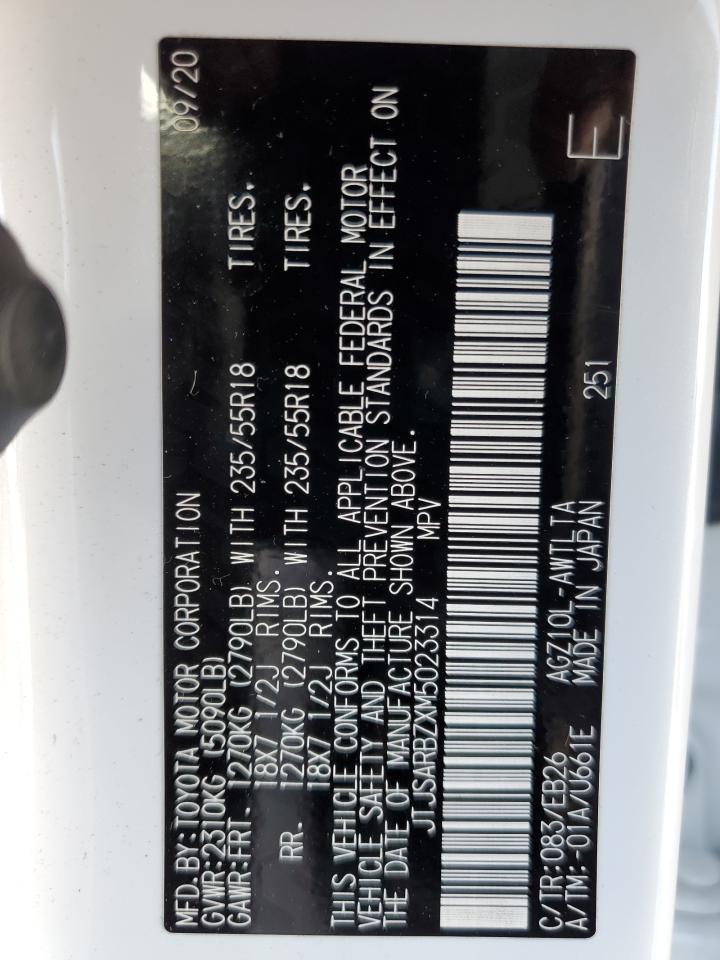 MFD.BY:TOYOTA MOTOR CORPORATION 09/20
GVWR:2310KG (5090LB)
GAWR:FRT. 1270KG (2790LB) WITH 235/55R18 TIRES.
18X7 1/2J RIMS.
RR. 1270KG (2790LB) WITH 235/55R18 TIRES.
18X7 1/2J RIMS.
THIS VEHICLE CONFORMS TO ALL APPLICABLE FEDERAL MOTOR
VEHICLE SAFETY AND THEFT PREVENTION STANDARDS IN EFFECT ON
THE DATE OF MANUFACTURE SHOWN ABOVE.
JTJSARBZXM5023314 MPV
C/TR:083/EB26 AGZ10L-AWTLTA
A/TM:-01A/U661E MADE IN JAPAN 251 E